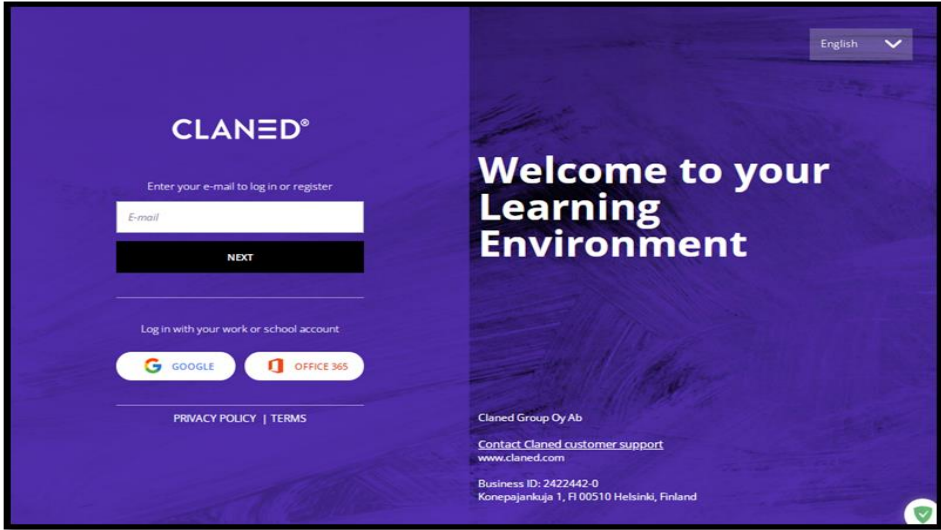 English
CLANED®
Enter your e-mail to log in or register
E-mail
NEXT
Log in with your work or school account
GOOGLE
OFFICE 365
PRIVACY POLICY | TERMS
Welcome to your
Learning
Environment
Claned Group Oy Ab
Contact Claned customer support
www.claned.com
Business ID: 2422442-0
Konepajankuja 1, FI 00510 Helsinki, Finland